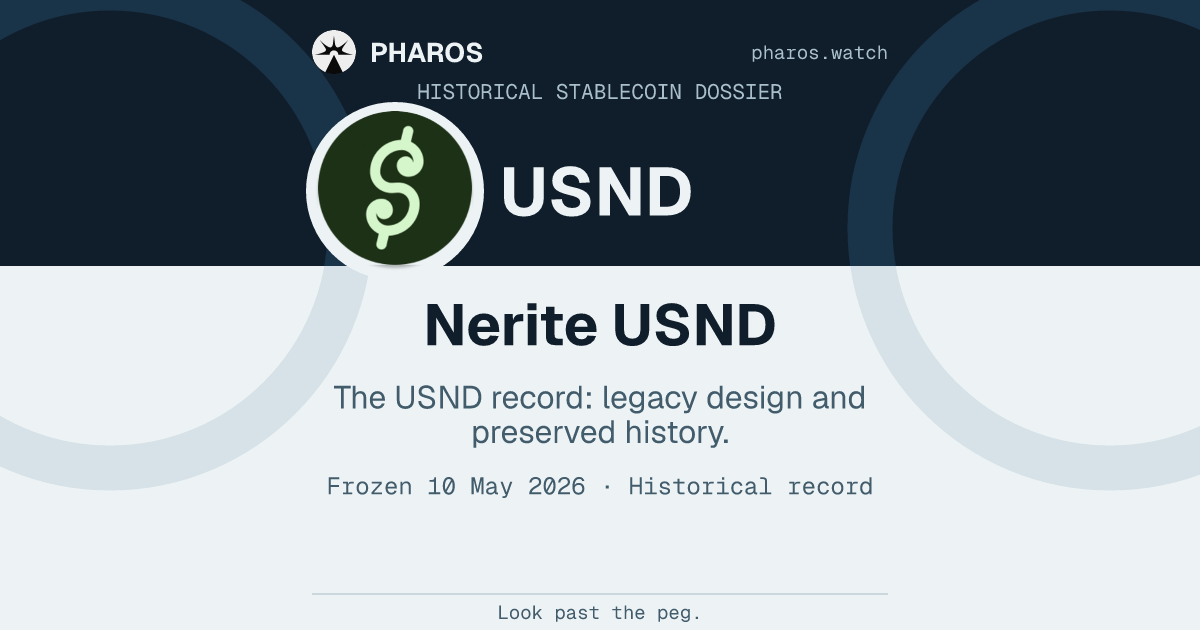 PHAROS
pharos.watch
HISTORICAL STABLECOIN DOSSIER
USND
Nerite USND
The USND record: legacy design and
preserved history.
Frozen 10 May 2026 · Historical record
Look past the peg.